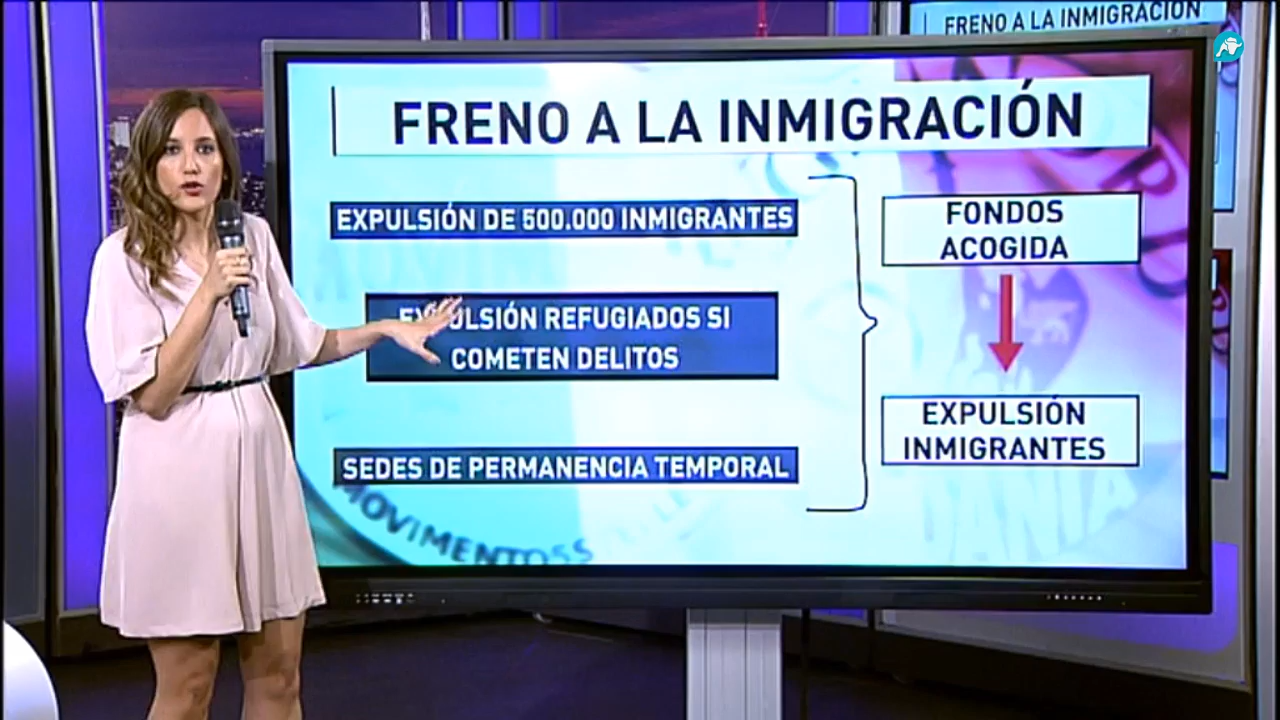 FRENO A LA INMIGRACIÓN
FRENO A LA INMIGRACIÓN
EXPULSIÓN DE 500.000 INMIGRANTES
EXPULSIÓN REFUGIADOS SI
COMETEN DELITOS
SEDES DE PERMANENCIA TEMPORAL
FONDOS
ACOGIDA
EXPULSIÓN
INMIGRANTES
MOVIMENTO5S